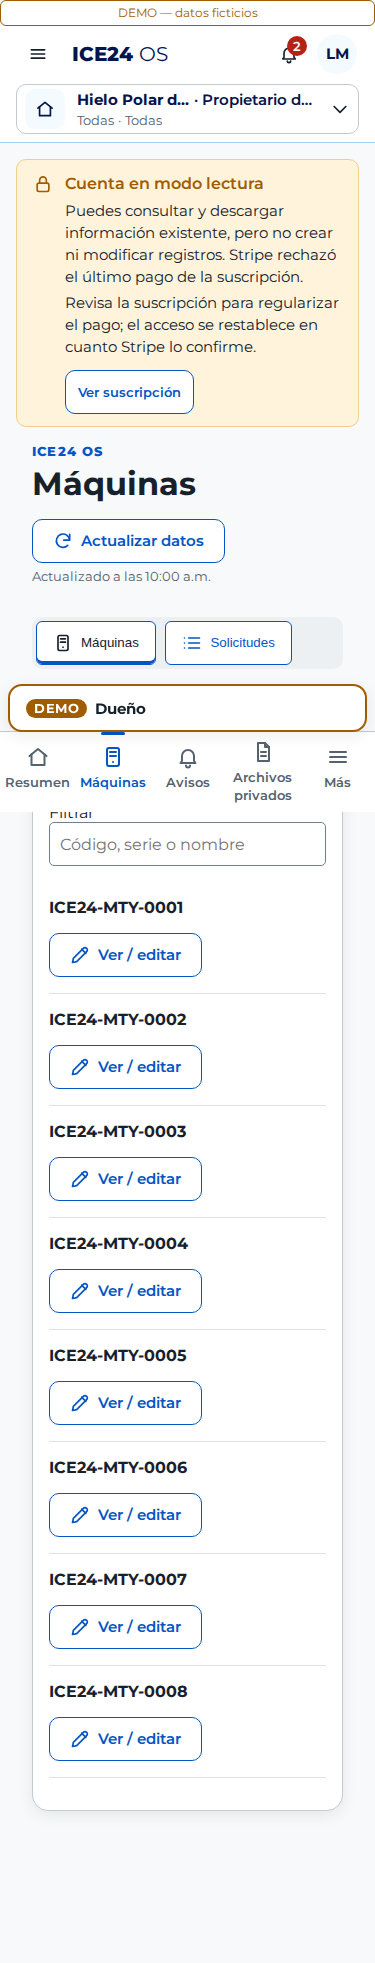 DEMO — datos ficticios
ICE24 OS
2
LM
Hielo Polar d... · Propietario d...
Todas · Todas
Cuenta en modo lectura
Puedes consultar y descargar
información existente, pero no crear
ni modificar registros. Stripe rechazó
el último pago de la suscripción.
Revisa la suscripción para regularizar
el pago; el acceso se restablece en
cuanto Stripe lo confirme.
Ver suscripción
ICE24 OS
Máquinas
Actualizar datos
Actualizado a las 10:00 a.m.
Máquinas
Solicitudes
DEMO Dueño
Resumen
Máquinas
Avisos
Archivos
privados
Más
Filtrar
Código, serie o nombre
ICE24-MTY-0001
Ver / editar
ICE24-MTY-0002
Ver / editar
ICE24-MTY-0003
Ver / editar
ICE24-MTY-0004
Ver / editar
ICE24-MTY-0005
Ver / editar
ICE24-MTY-0006
Ver / editar
ICE24-MTY-0007
Ver / editar
ICE24-MTY-0008
Ver / editar